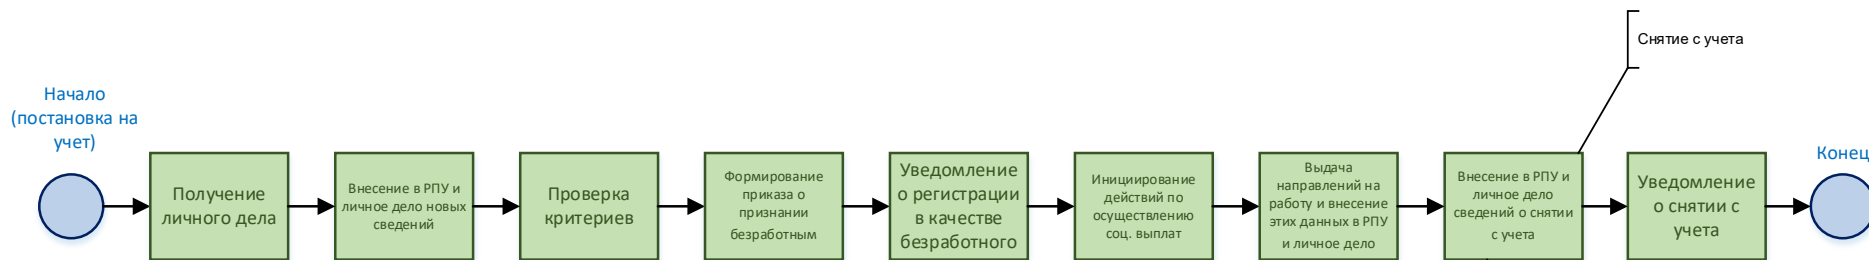 Снятие с учета
Начало
(постановка на
учет)
Получение
личного дела
Внесение в РПУ и
личное дело новых
сведений
Проверка
критериев
Формирование
приказа о
признании
безработным
Уведомление
о регистрации
в качестве
безработного
Инициирование
действий по
осуществлению
соц. выплат
Выдача
направлений на
работу и внесение
этих данных в РПУ
и личное дело
Внесение в РПУ и
личное дело
сведений о снятии
с учета
Уведомление
о снятии с
учета
Конец